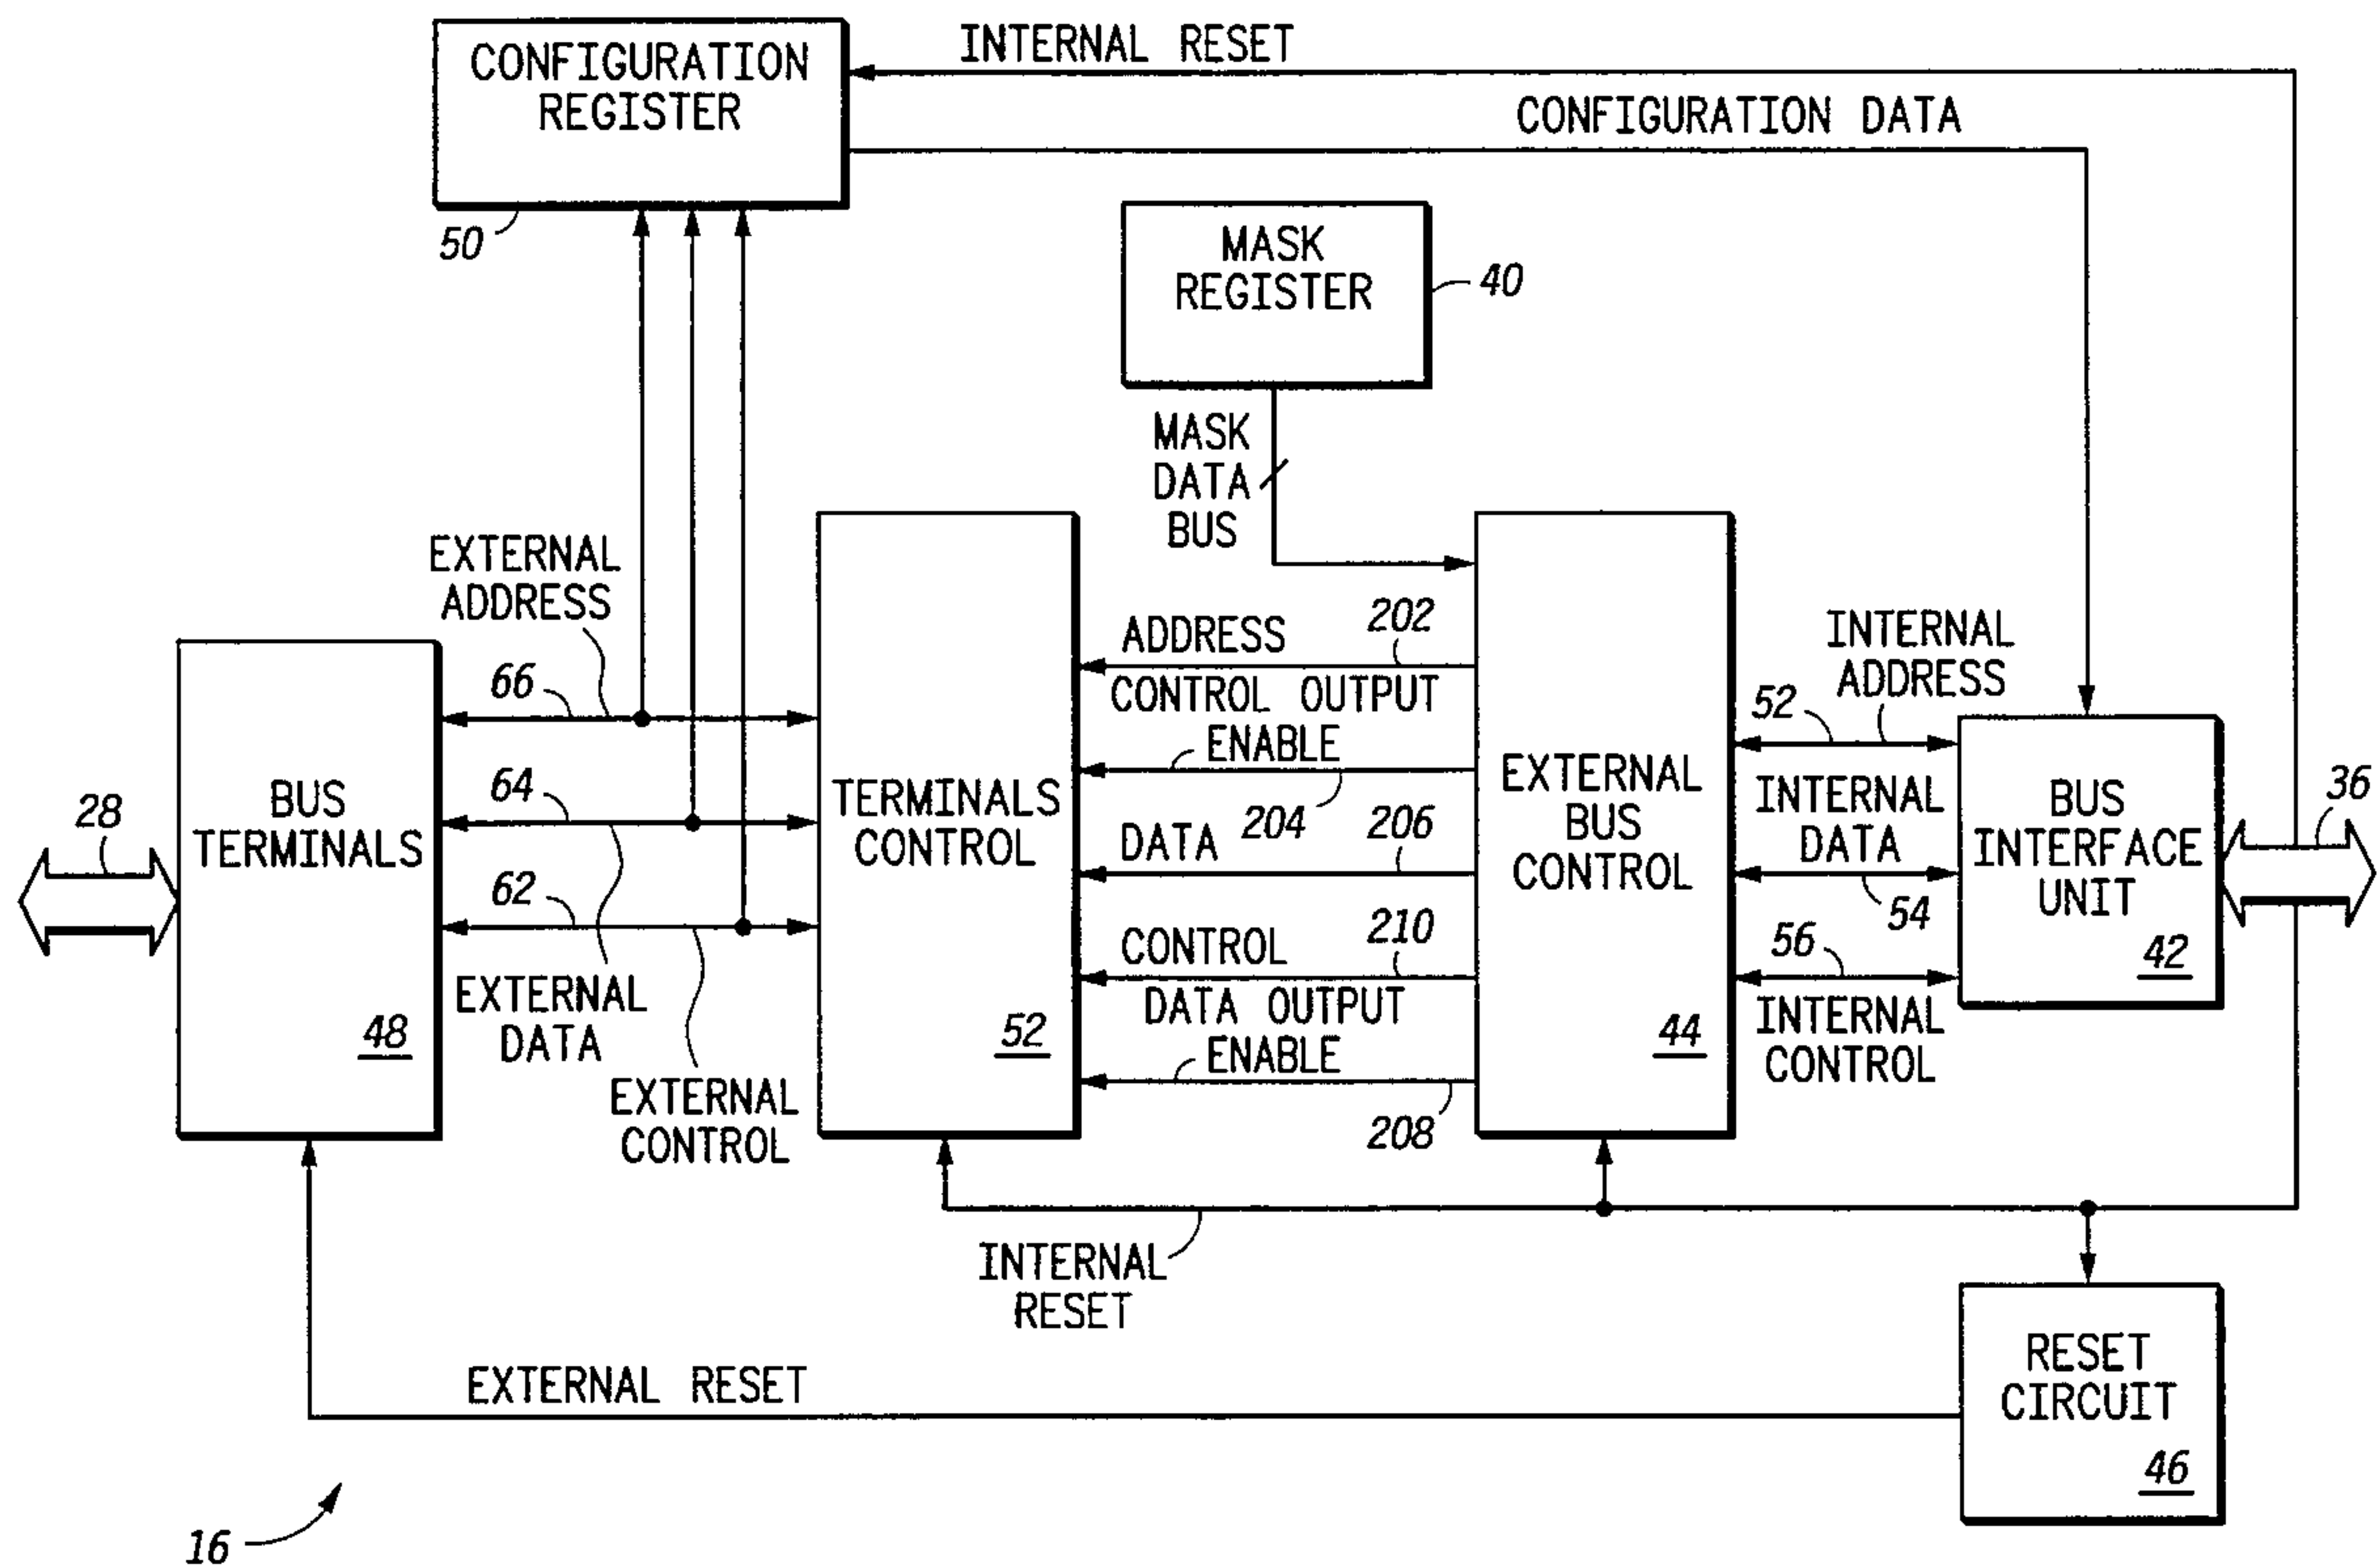 CONFIGURATION
REGISTER
50
INTERNAL RESET
CONFIGURATION DATA
MASK
REGISTER
40
MASK
DATA
BUS
EXTERNAL
ADDRESS
66
64
62
EXTERNAL
DATA
EXTERNAL
CONTROL
28
BUS
TERMINALS
48
TERMINALS
CONTROL
52
ADDRESS
202
CONTROL OUTPUT
ENABLE
204
DATA
206
CONTROL
210
DATA OUTPUT
ENABLE
208
EXTERNAL
BUS
CONTROL
44
INTERNAL
ADDRESS
52
INTERNAL
DATA
54
56
INTERNAL
CONTROL
BUS
INTERFACE
UNIT
42
36
INTERNAL
RESET
EXTERNAL RESET
RESET
CIRCUIT
46
16